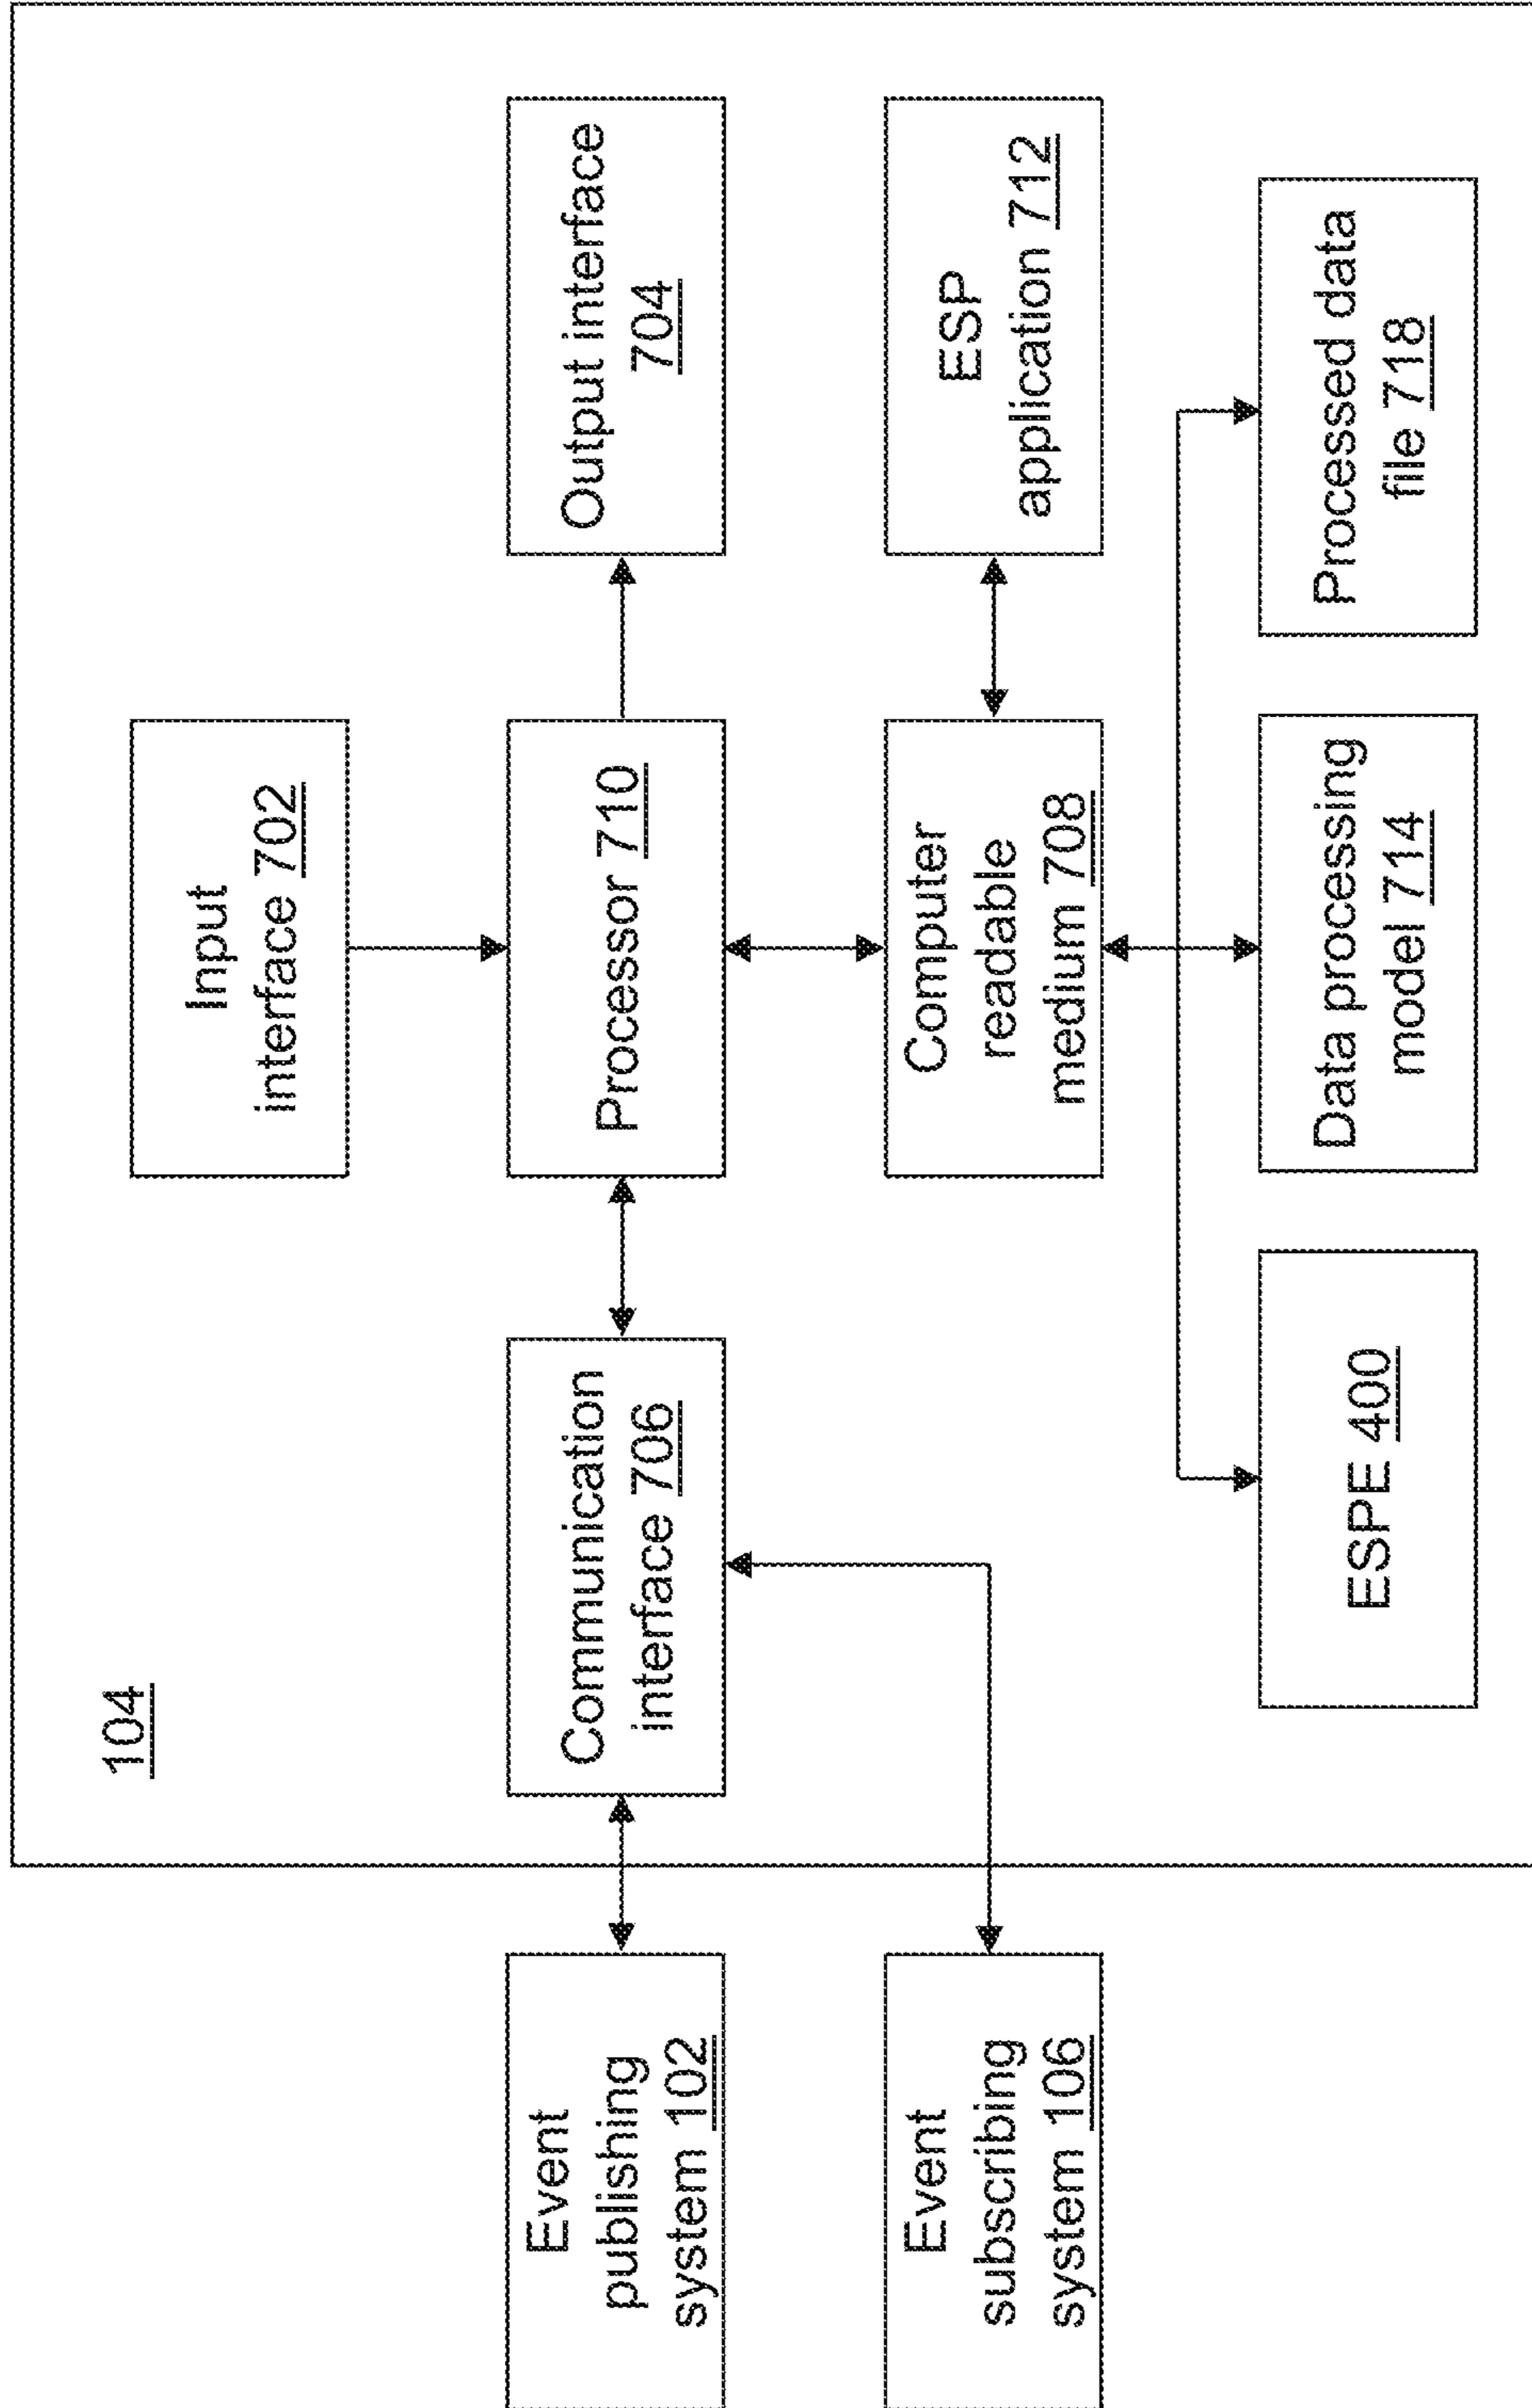 104
Input
interface 702
Event
publishing
system 102
Communication
interface 706
Processor 710
Output interface
704
Event
subscribing
system 106
Computer
readable
medium 708
ESP
application 712
ESPE 400
Data processing
model 714
Processed data
file 718